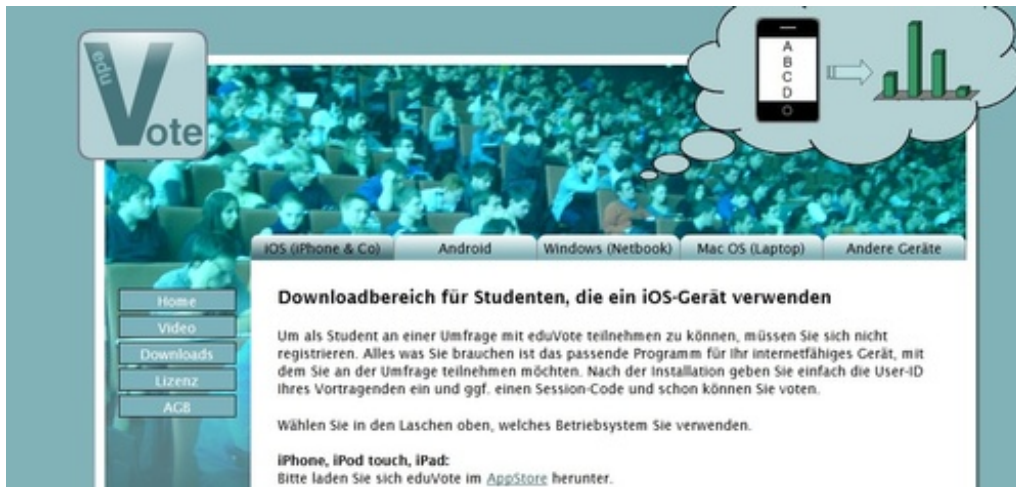 edu
Vote
A
B
C
D
iOS (iPhone & Co)
Android
Windows (Netbook)
Mac OS (Laptop)
Andere Geräte
Home
Video
Downloads
Lizenz
AGB
Downloadbereich für Studenten, die ein iOS-Gerät verwenden
Um als Student an einer Umfrage mit eduVote teilnehmen zu können, müssen Sie sich nicht
registrieren. Alles was Sie brauchen ist das passende Programm für Ihr internetfähiges Gerät, mit
dem Sie an der Umfrage teilnehmen möchten. Nach der Installation geben Sie einfach die User-ID
Ihres Vortragenden ein und ggf. einen Session-Code und schon können Sie voten.
Wählen Sie in den Laschen oben, welches Betriebsystem Sie verwenden.
iPhone, iPod touch, iPad:
Bitte laden Sie sich eduVote im AppStore herunter.